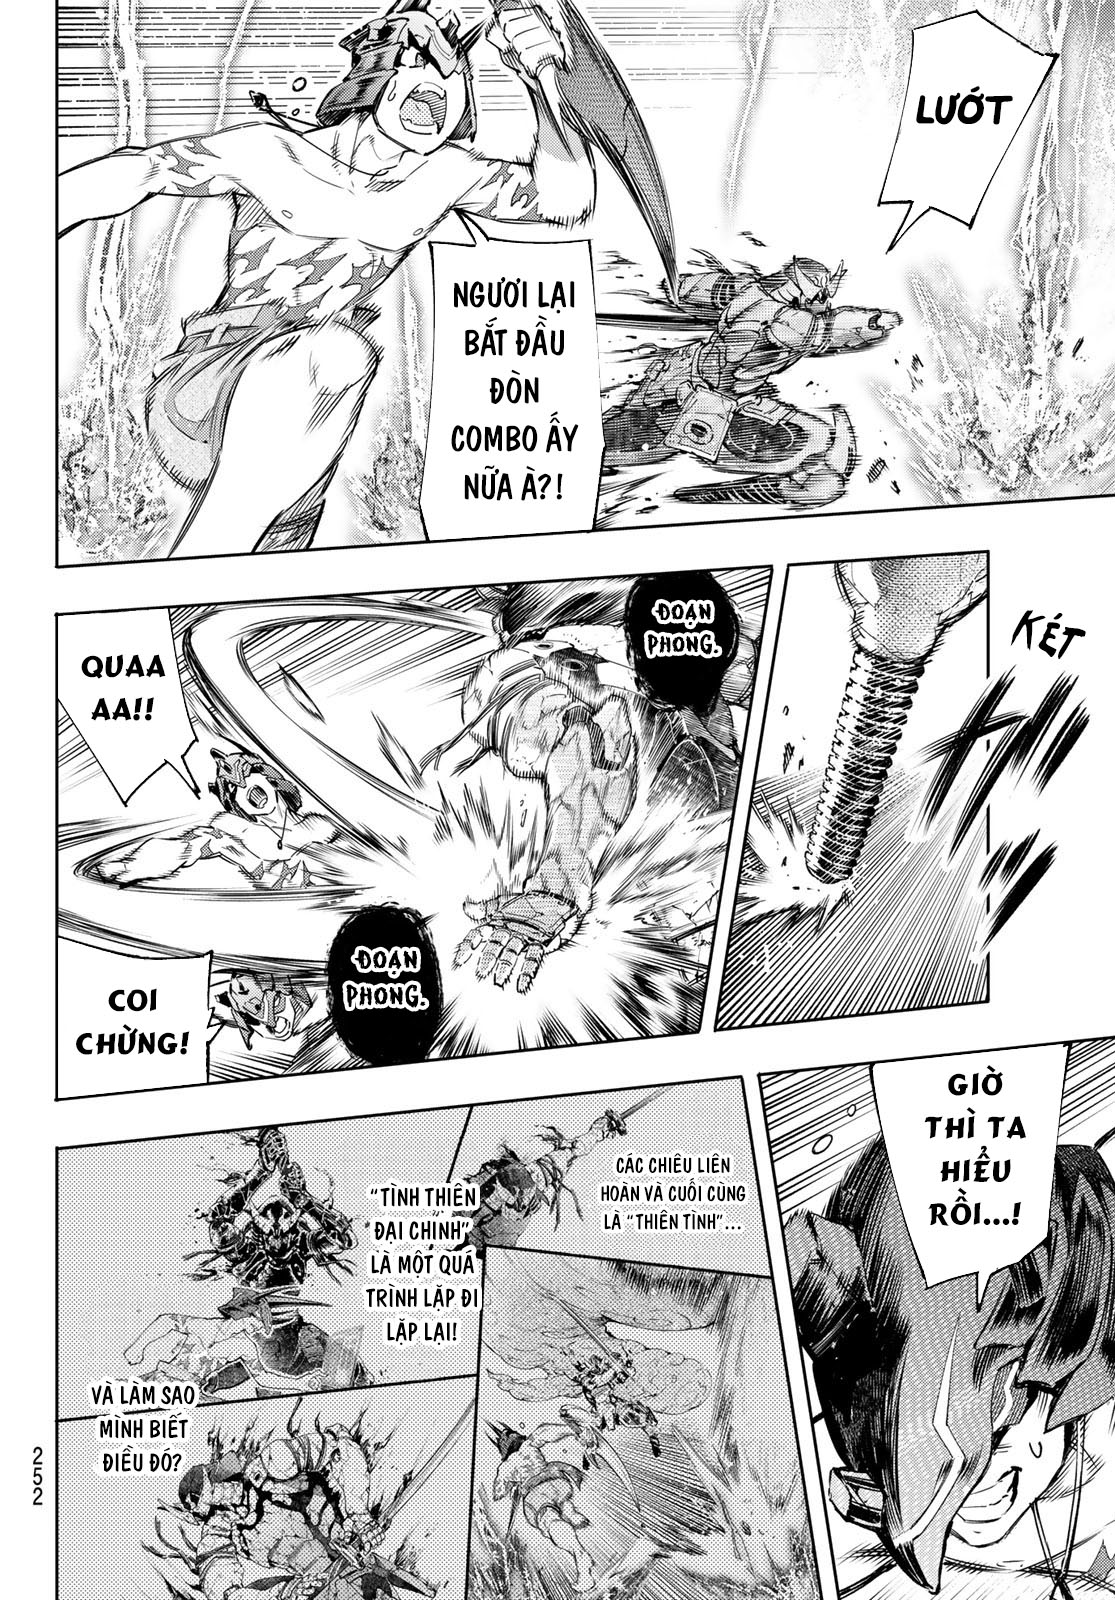 LƯỚT
NGƯƠI LẠI
BẮT ĐẦU
ĐÒN
COMBO ẤY
NỮA À?!
KÉT
ĐOẠN
PHONG.
QUAA
AA!!
ĐOẠN
PHONG.
COI
CHỪNG!
GIỜ
THÌ TA
HIỂU
RỒI...!
CÁC CHIÊU LIÊN
HOÀN VÀ CUỐI CÙNG
LÀ “THIÊN TÌNH”...
“TÌNH THIÊN
ĐẠI CHINH”
LÀ MỘT QUÁ
TRÌNH LẶP ĐI
LẶP LẠI!
VÀ LÀM SAO
MÌNH BIẾT
ĐIỀU ĐÓ?
252